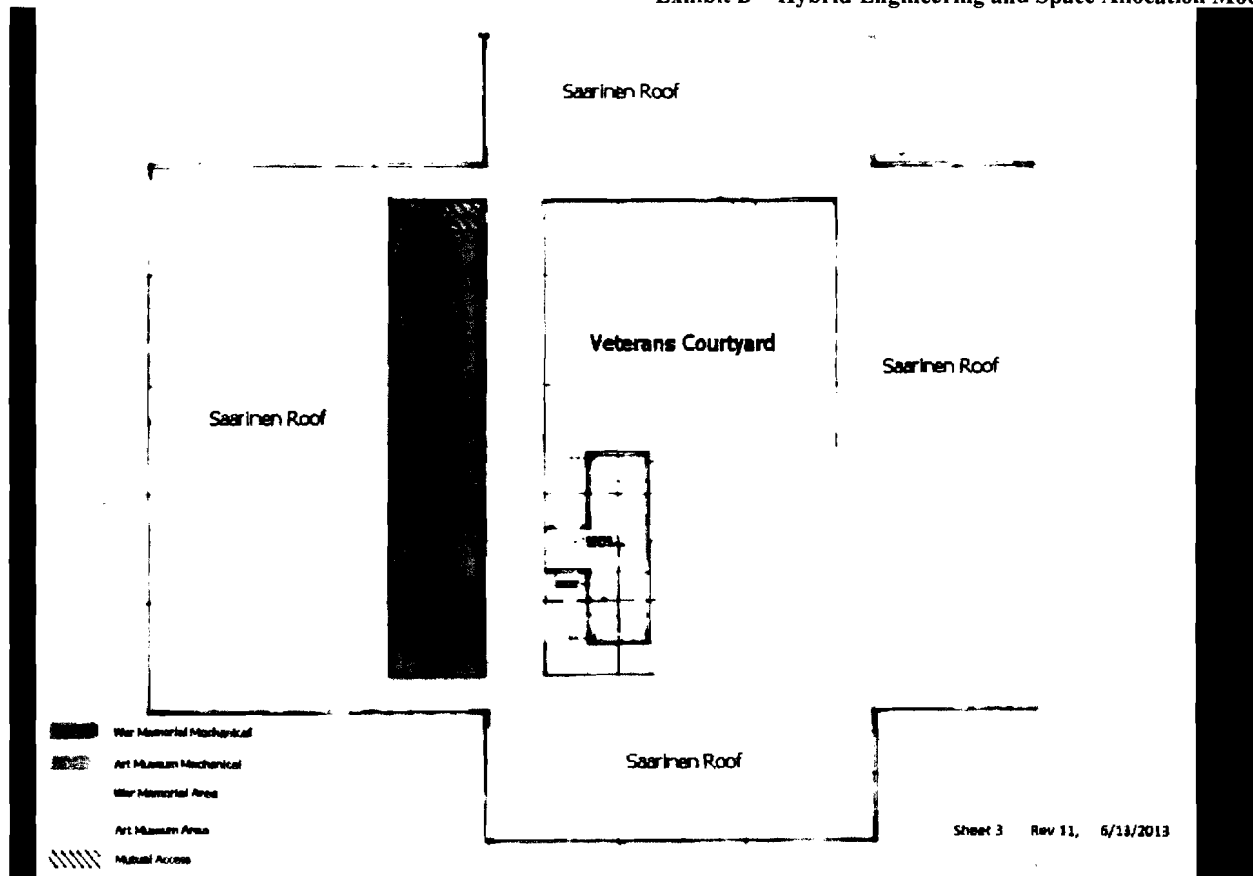 Exhibit B – Hybrid Engineering and Space Allocation Mod
Saarinen Roof
Veterans Courtyard
Saarinen Roof
Saarinen Roof
War Memorial Mechanical
Art Museum Mechanical
War Memorial Area
Art Museum Area
Mutual Access
Saarinen Roof
Sheet 3 Rev 11, 6/13/2013